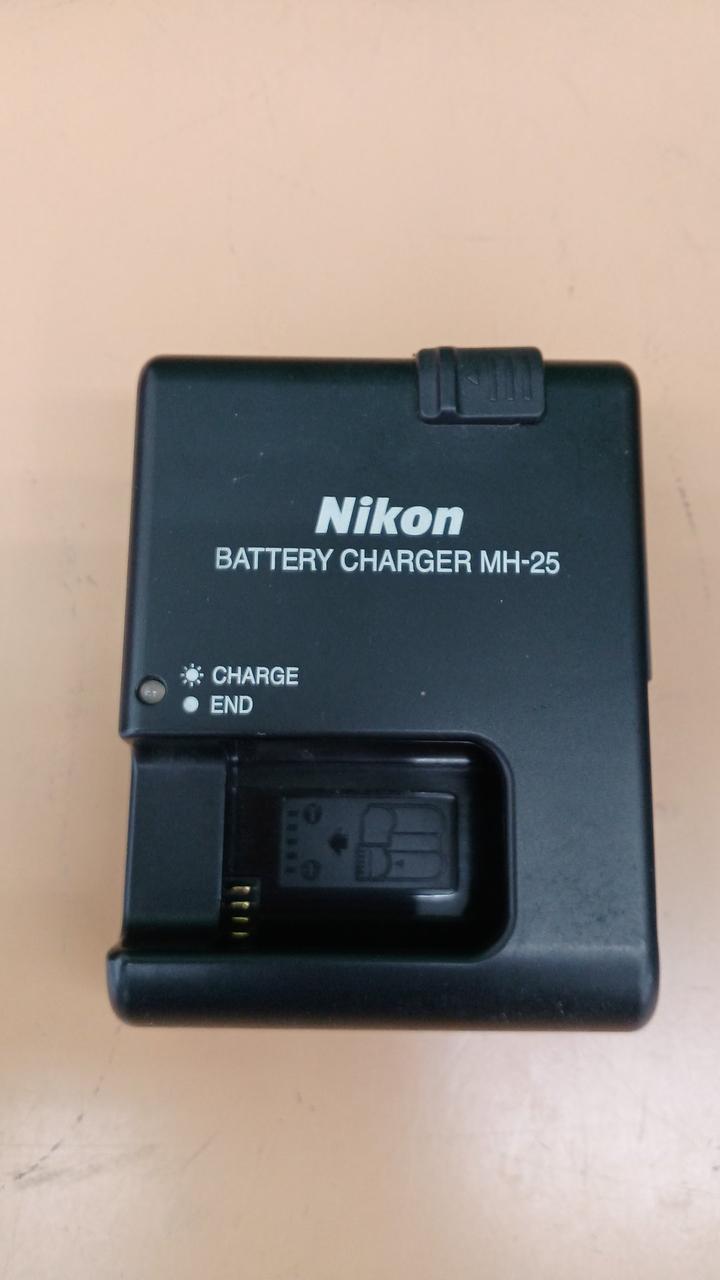 Nikon
BATTERY CHARGER MH-25
CHARGE
END